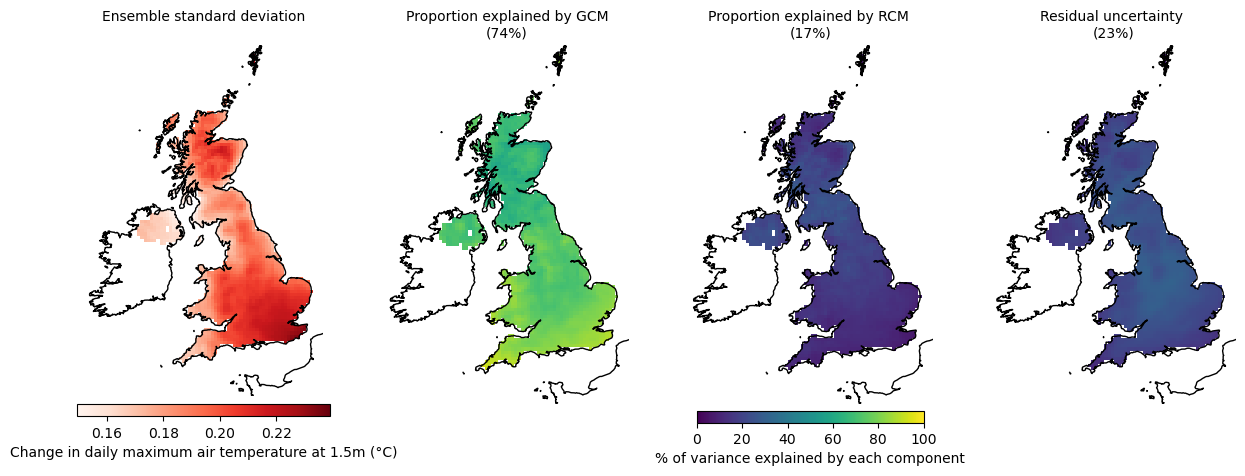 Ensemble standard deviation
Proportion explained by GCM
(74%)
Proportion explained by RCM
(17%)
Residual uncertainty
(23%)
0.16 0.18 0.20 0.22
Change in daily maximum air temperature at 1.5m (°C)
0 20 40 60 80 100
% of variance explained by each component